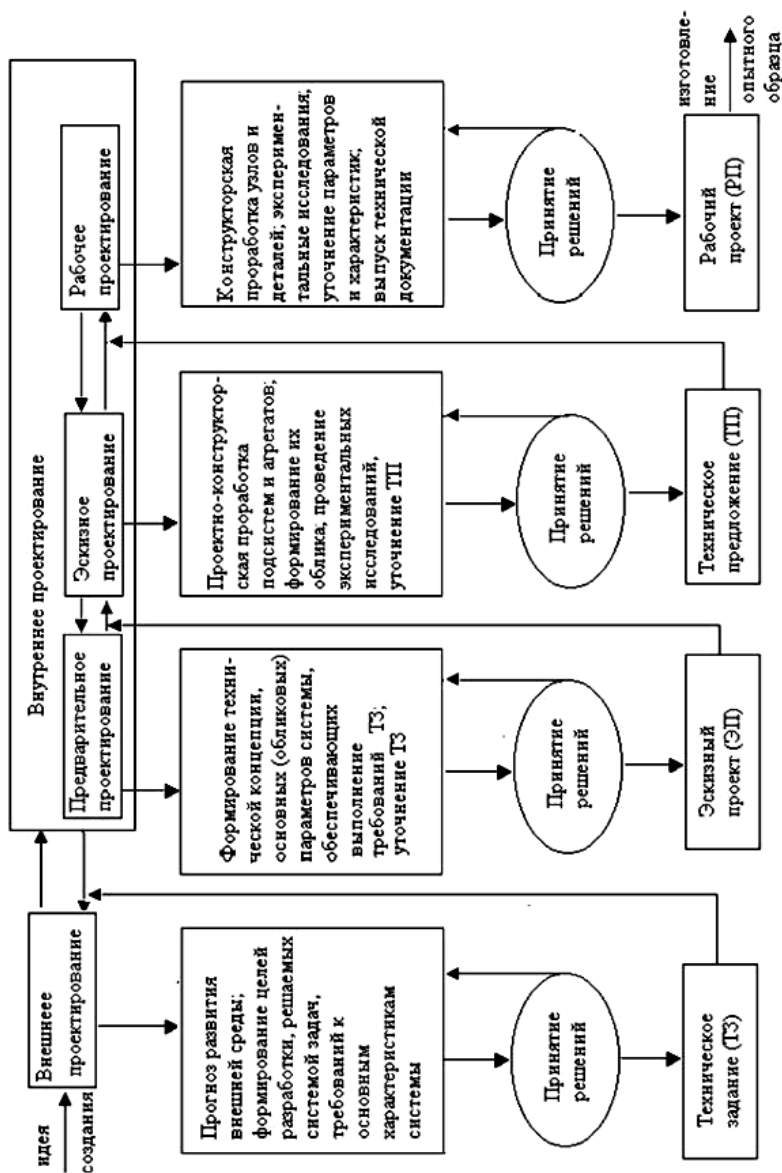 идея
создания
Внешнеее
проектирование
Внутреннее проектирование
Предварительное
проектирование
Эскизное
проектирование
Рабочее
проектирование
Прогноз развития
внешней среды;
формирование целей
разработки, решаемых
системой задач,
требований к
основным
характеристикам
системы
Формирование техни-
ческой концепции,
основных (обликовых)
параметров системы,
обеспечивающих
выполнение
требований ТЗ;
уточнение ТЗ
Проектно-конструктор-
ская проработка
подсистем и агрегатов;
формирование их
облика; проведение
экспериментальных
исследований,
уточнение ТП
Конструкторская
проработка узлов и
деталей; эксперимен-
тальные исследования;
уточнение параметров
и характеристик;
выпуск технической
документации
Принятие
решений
Принятие
решений
Принятие
решений
Принятие
решений
Техническое
задание (ТЗ)
Эскизный
проект (ЭП)
Техническое
предложение (ТП)
Рабочий
проект (РП)
изготовле-
ние
опытного
образца